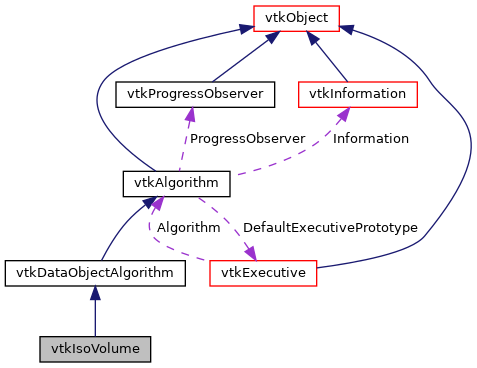 vtkObject
vtkProgressObserver
vtkInformation
ProgressObserver
Information
vtkAlgorithm
Algorithm
DefaultExecutivePrototype
vtkDataObjectAlgorithm
vtkExecutive
vtkIsoVolume